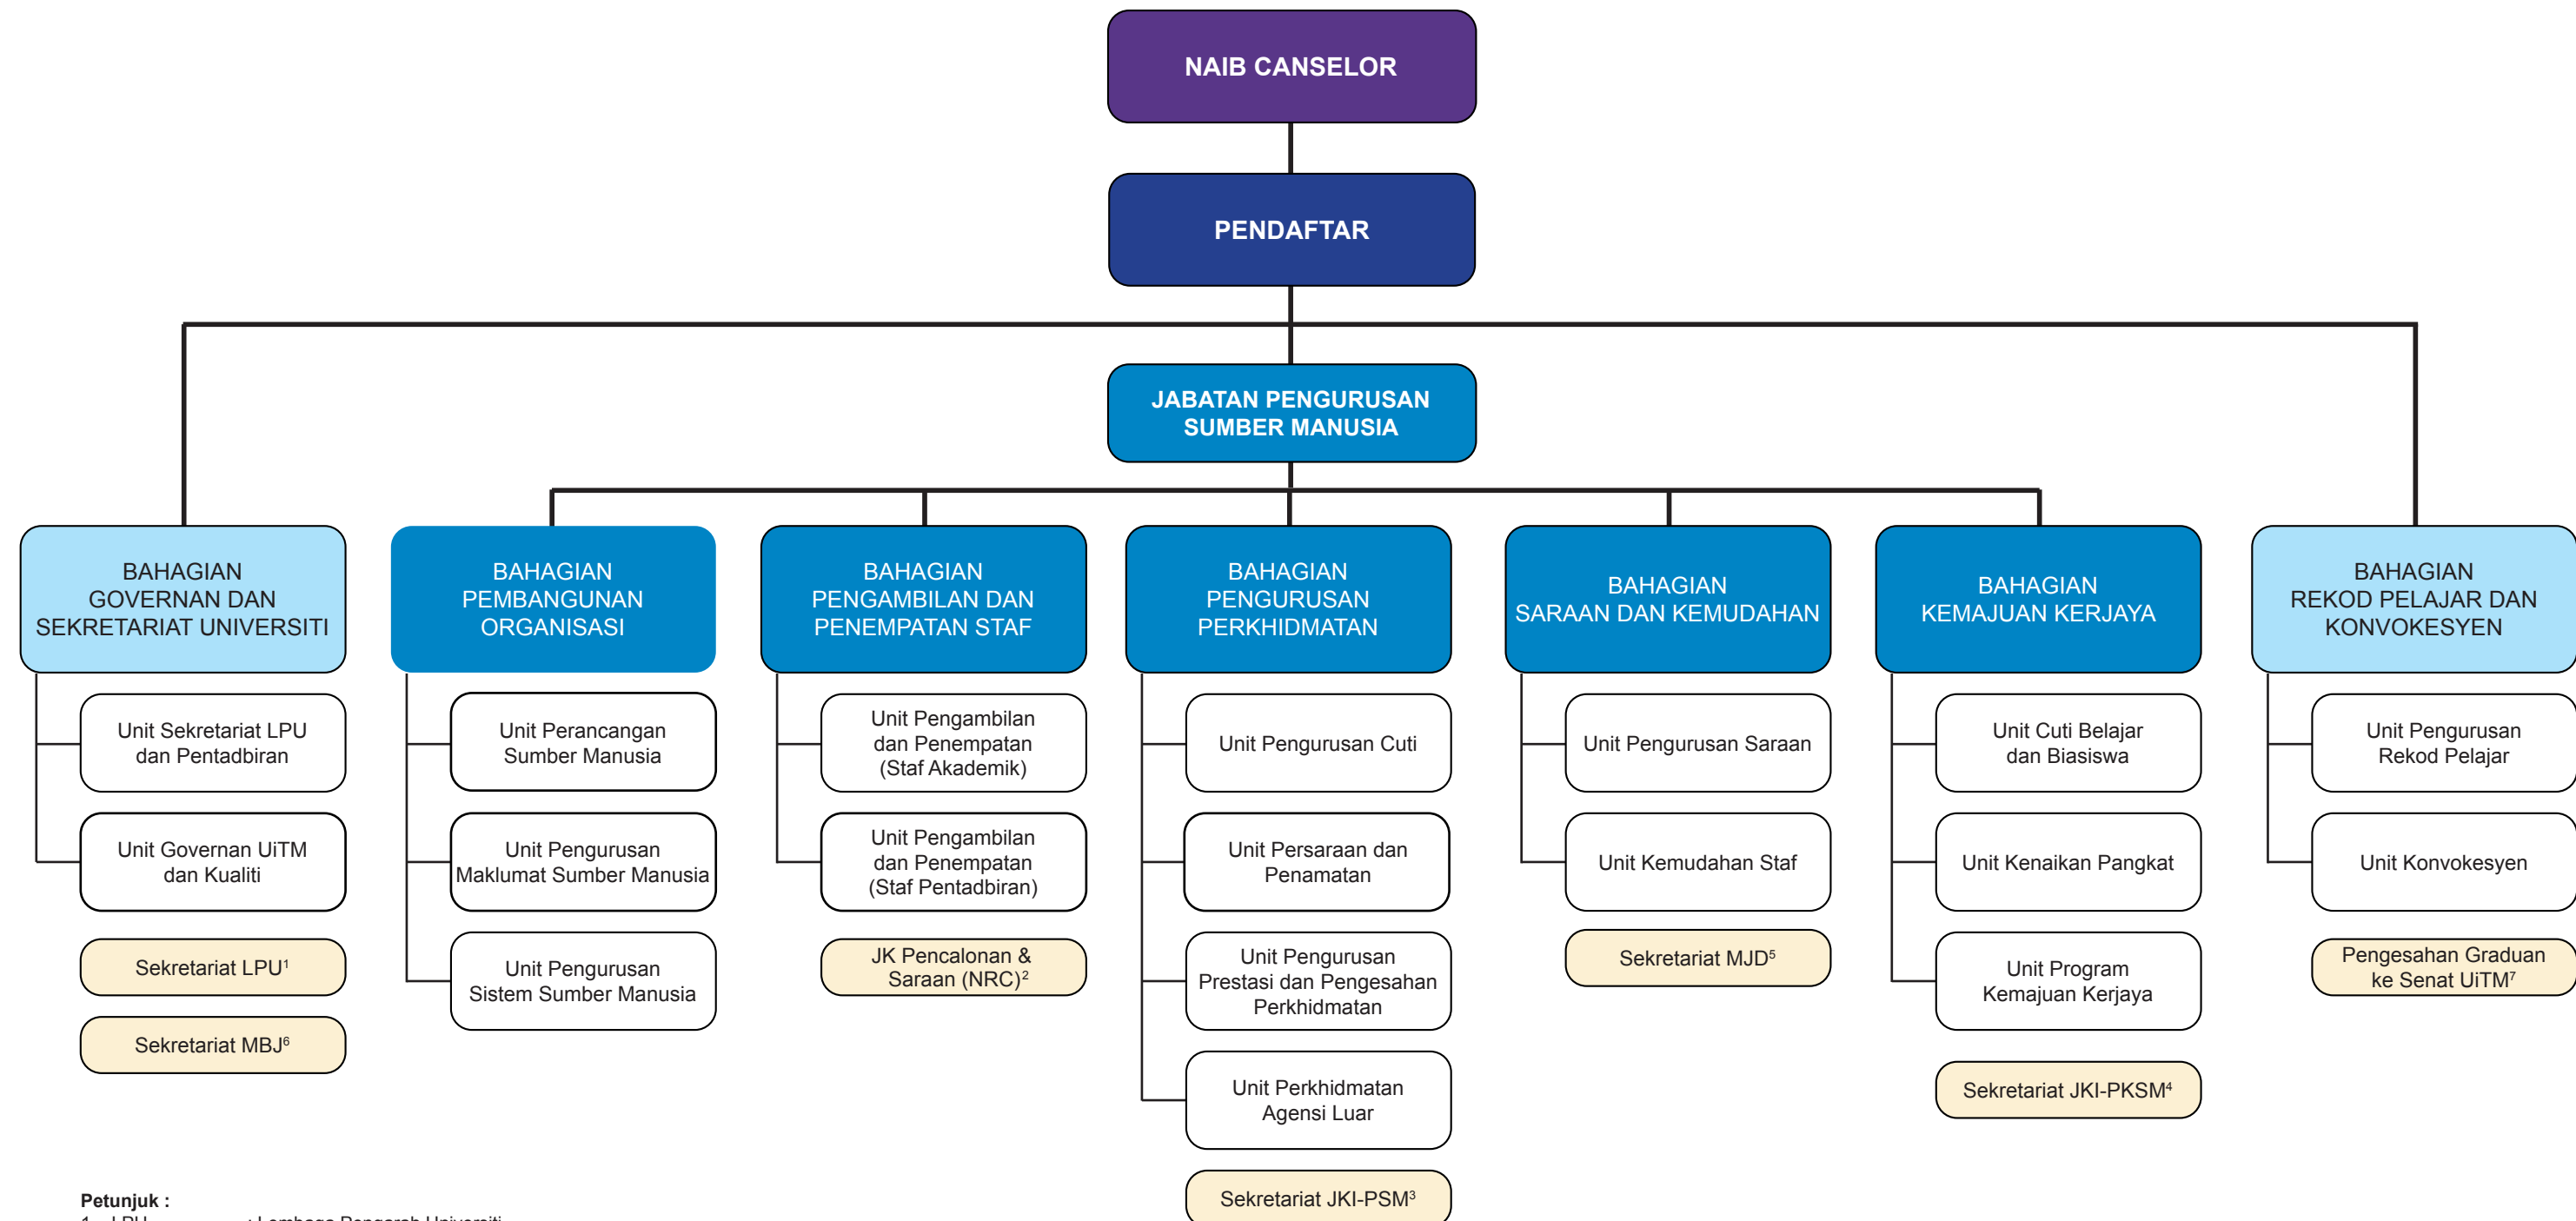 NAIB CANSELOR
PENDAFTAR
JABATAN PENGURUSAN
SUMBER MANUSIA
BAHAGIAN
GOVERNAN DAN
SEKRETARIAT UNIVERSITI
Unit Sekretariat LPU
dan Pentadbiran
Unit Governan UiTM
dan Kualiti
Sekretariat LPU¹
Sekretariat MBJ⁶
BAHAGIAN
PEMBANGUNAN
ORGANISASI
Unit Perancangan
Sumber Manusia
Unit Pengurusan
Maklumat Sumber Manusia
Unit Pengurusan
Sistem Sumber Manusia
BAHAGIAN
PENGAMBILAN DAN
PENEMPATAN STAF
Unit Pengambilan
dan Penempatan
(Staf Akademik)
Unit Pengambilan
dan Penempatan
(Staf Pentadbiran)
JK Pencalonan &
Saraan (NRC)²
BAHAGIAN
PENGURUSAN
PERKHIDMATAN
Unit Pengurusan Cuti
Unit Persaraan dan
Penamatan
Unit Pengurusan
Prestasi dan Pengesahan
Perkhidmatan
Unit Perkhidmatan
Agensi Luar
Sekretariat JKI-PSM³
BAHAGIAN
SARAAN DAN KEMUDAHAN
Unit Pengurusan Saraan
Unit Kemudahan Staf
Sekretariat MJD⁵
BAHAGIAN
KEMAJUAN KERJAYA
Unit Cuti Belajar
dan Biasiswa
Unit Kenaikan Pangkat
Unit Program
Kemajuan Kerjaya
Sekretariat JKI-PKSM⁴
BAHAGIAN
REKOD PELAJAR DAN
KONVOKESYEN
Unit Pengurusan
Rekod Pelajar
Unit Konvokesyen
Pengesahan Graduan
ke Senat UiTM⁷
Petunjuk :
1. LPU : Lembaga Pengarah Universiti